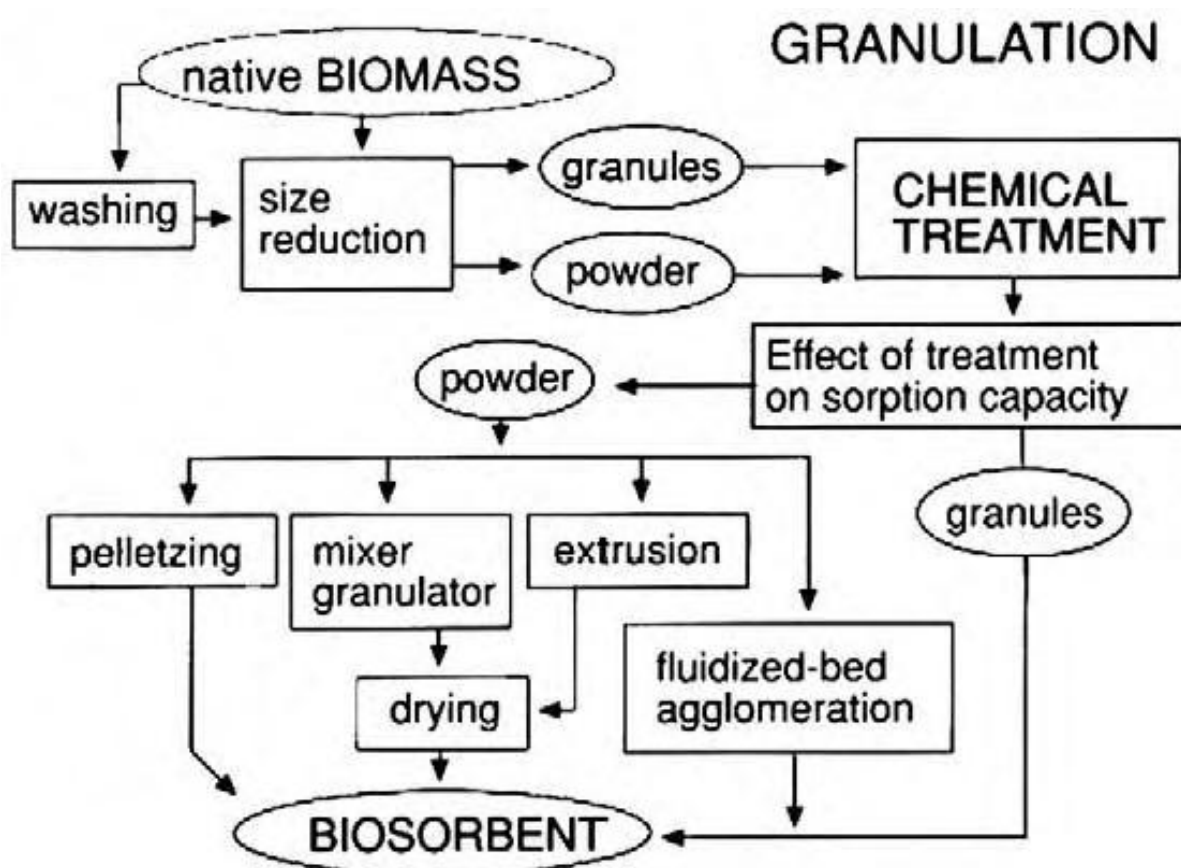 GRANULATION
native BIOMASS
washing
size
reduction
granules
powder
CHEMICAL
TREATMENT
Effect of treatment
on sorption capacity
powder
granules
pelletzing
mixer
granulator
extrusion
fluidized-bed
agglomeration
drying
BIOSORBENT